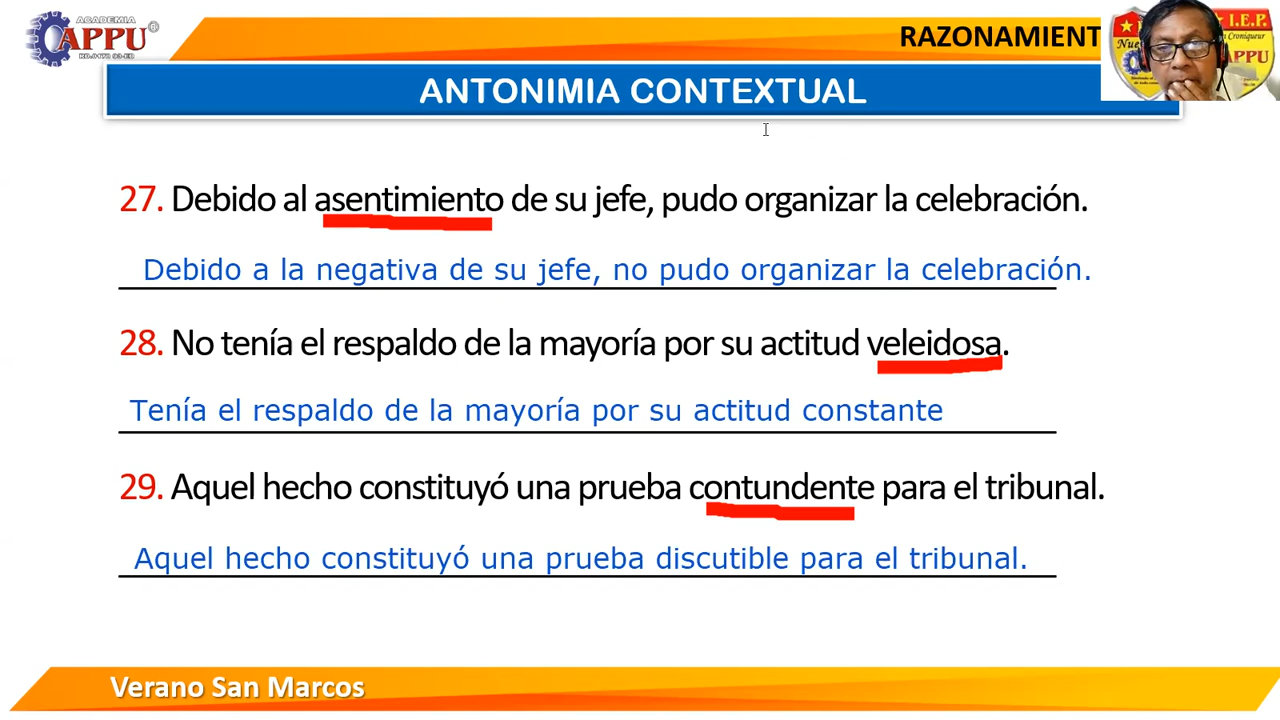 ACADEMIA
APPU®
RAZONAMIENT
I.E.P.
APPU
ANTONIMIA CONTEXTUAL
27. Debido al asentimiento de su jefe, pudo organizar la celebración.
Debido a la negativa de su jefe, no pudo organizar la celebración.
28. No tenía el respaldo de la mayoría por su actitud veleidosa.
Tenía el respaldo de la mayoría por su actitud constante
29. Aquel hecho constituyó una prueba contundente para el tribunal.
Aquel hecho constituyó una prueba discutible para el tribunal.
Verano San Marcos